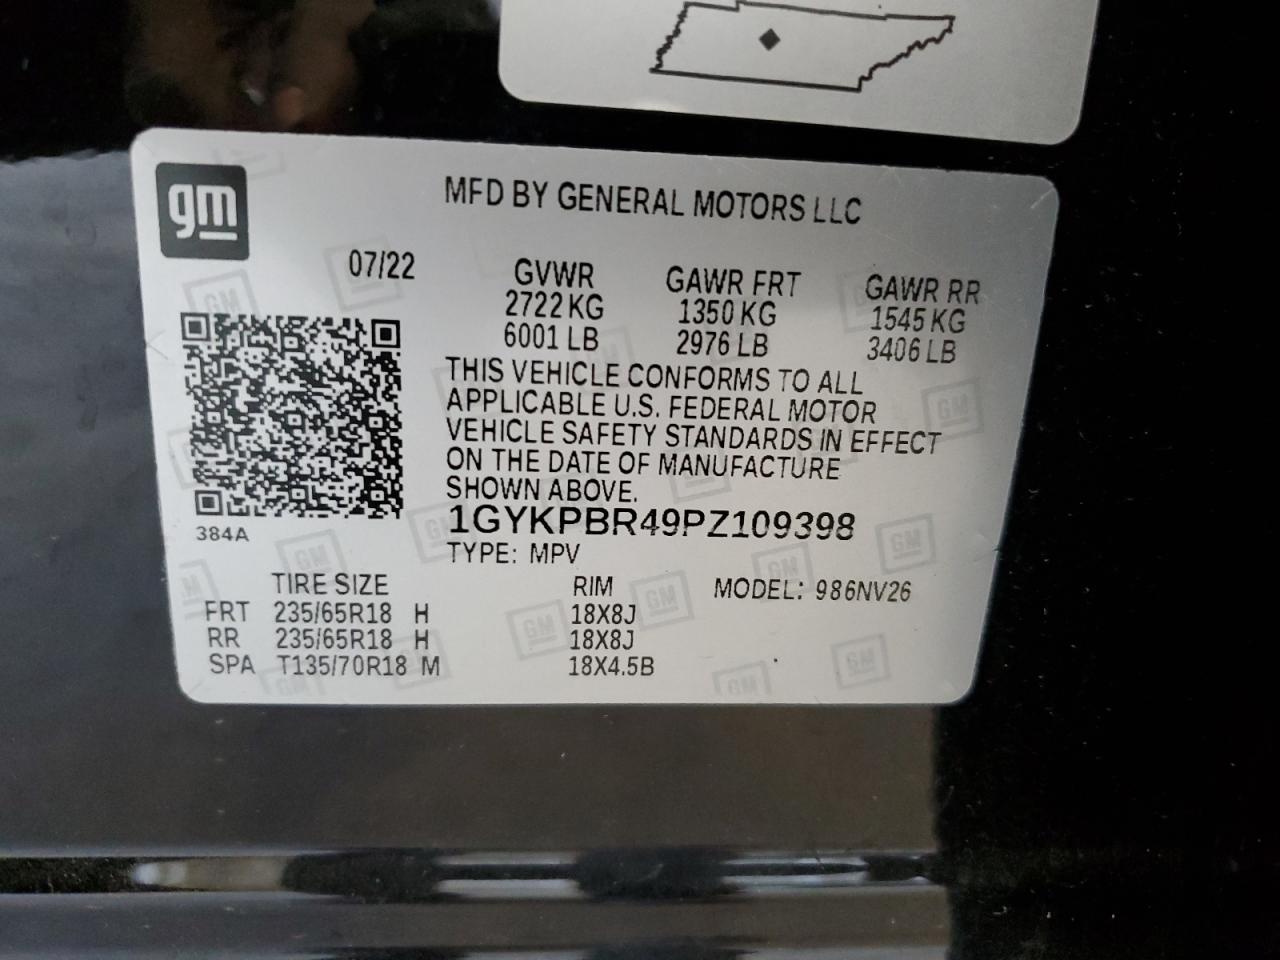 gm
MFD BY GENERAL MOTORS LLC
07/22
GVWR
2722 KG
6001 LB
GAWR FRT
1350 KG
2976 LB
GAWR RR
1545 KG
3406 LB
THIS VEHICLE CONFORMS TO ALL
APPLICABLE U.S. FEDERAL MOTOR
VEHICLE SAFETY STANDARDS IN EFFECT
ON THE DATE OF MANUFACTURE
SHOWN ABOVE.
384A
1GYKPBR49PZ109398
TYPE: MPV
TIRE SIZE RIM MODEL: 986NV26
FRT 235/65R18 H 18X8J
RR 235/65R18 H 18X8J
SPA T135/70R18 M 18X4.5B